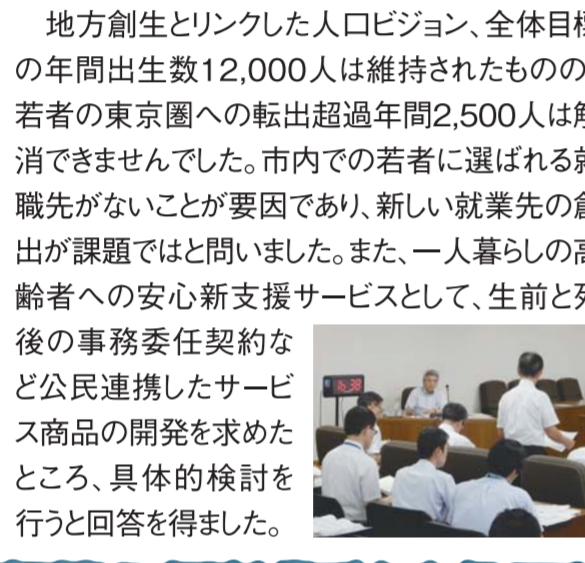 地方創生とリンクした人口ビジョン、全体目標
の年間出生数12,000人は維持されたものの
若者の東京圏への転出超過年間2,500人は解
消できませんでした。市内での若者に選ばれる就
職先がないことが要因であり、新しい就業先の創
出が課題ではと問いました。また、一人暮らしの高
齢者への安心新支援サービスとして、生前と死
後の事務委任契約な
ど公民連携したサービ
ス商品の開発を求めた
ところ、具体的検討を
行うと回答を得ました。
16:38